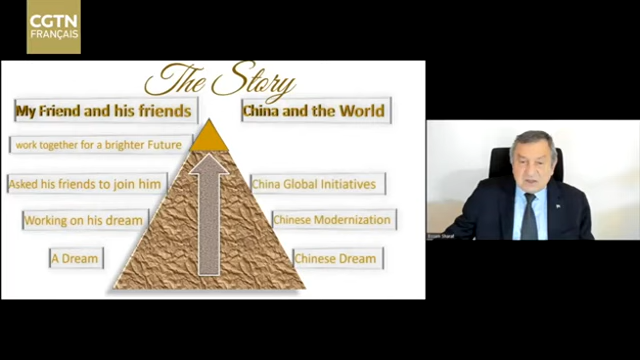 CGTN
FRANÇAIS
The Story
My Friend and his friends
China and the World
work together for a brighter Future
Asked his friends to join him
China Global Initiatives
Working on his dream
Chinese Modernization
A Dream
Chinese Dream